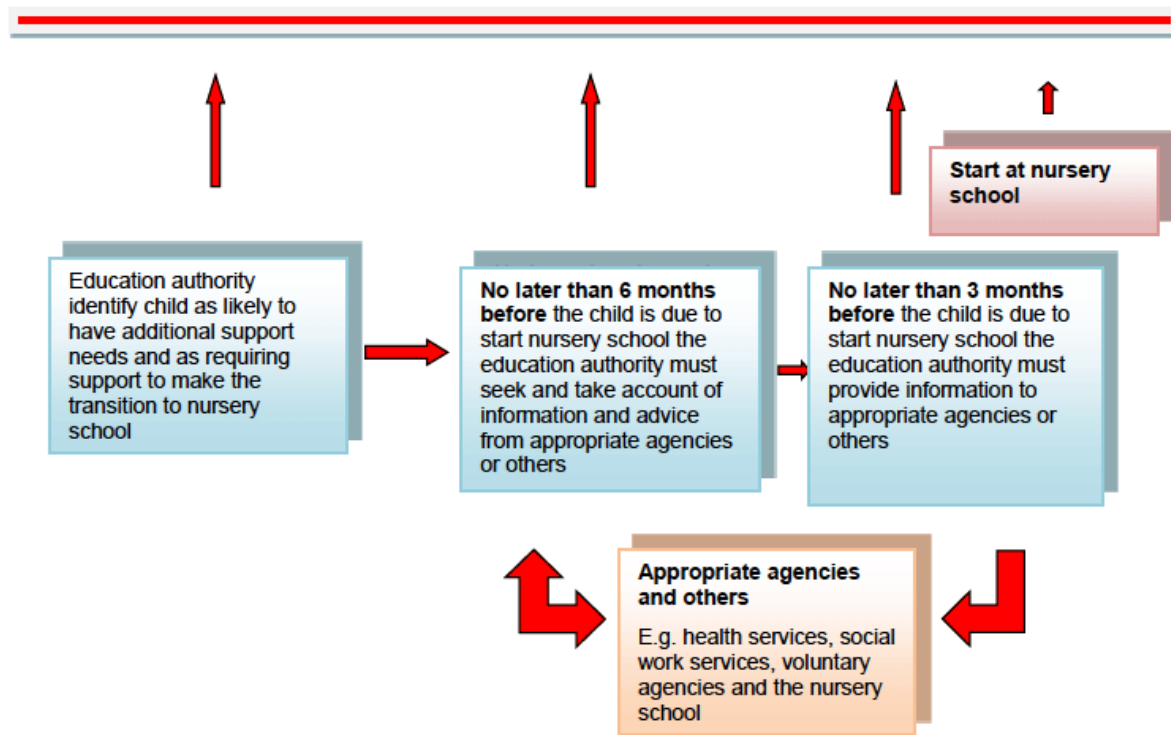 Start at nursery
school
Education authority
identify child as likely to
have additional support
needs and as requiring
support to make the
transition to nursery
school
No later than 6 months
before the child is due to
start nursery school the
education authority must
seek and take account of
information and advice
from appropriate agencies
or others
No later than 3 months
before the child is due to
start nursery school the
education authority must
provide information to
appropriate agencies or
others
Appropriate agencies
and others
E.g. health services, social
work services, voluntary
agencies and the nursery
school